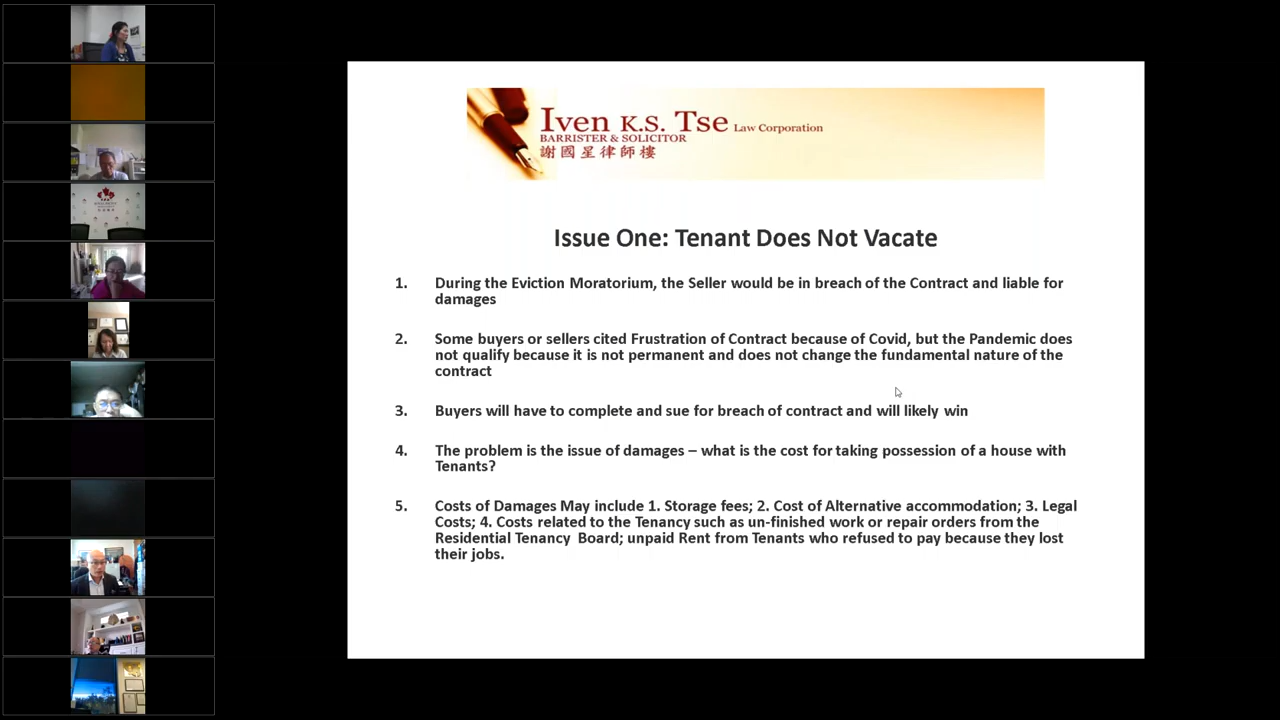 Iven K.S. Tse Law Corporation
BARRISTER & SOLICITOR
謝國星律師樓
Issue One: Tenant Does Not Vacate
1. During the Eviction Moratorium, the Seller would be in breach of the Contract and liable for
damages
2. Some buyers or sellers cited Frustration of Contract because of Covid, but the Pandemic does
not qualify because it is not permanent and does not change the fundamental nature of the
contract
3. Buyers will have to complete and sue for breach of contract and will likely win
4. The problem is the issue of damages – what is the cost for taking possession of a house with
Tenants?
5. Costs of Damages May include 1. Storage fees; 2. Cost of Alternative accommodation; 3. Legal
Costs; 4. Costs related to the Tenancy such as un-finished work or repair orders from the
Residential Tenancy Board; unpaid Rent from Tenants who refused to pay because they lost
their jobs.